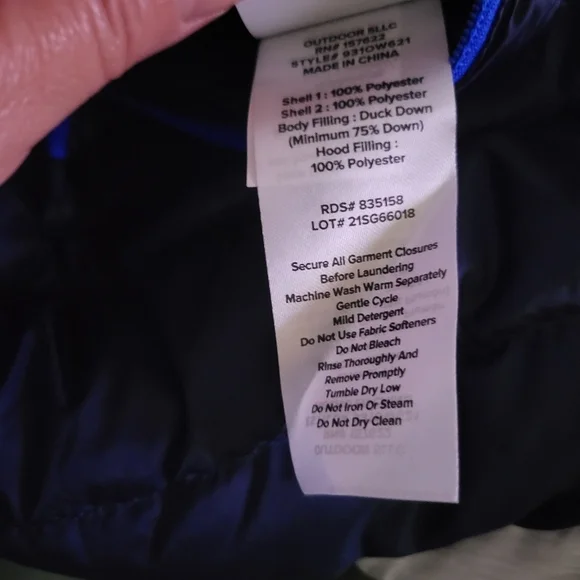 OUTDOOR 5LLC
RN# 157622
STYLE# 9310W621
MADE IN CHINA
Shell 1 : 100% Polyester
Shell 2 : 100% Polyester
Body Filling : Duck Down
(Minimum 75% Down)
Hood Filling :
100% Polyester
RDS# 835158
LOT# 21SG66018
Secure All Garment Closures
Before Laundering
Machine Wash Warm Separately
Gentle Cycle
Mild Detergent
Do Not Use Fabric Softeners
Do Not Bleach
Rinse Thoroughly And
Remove Promptly
Tumble Dry Low
Do Not Iron Or Steam
Do Not Dry Clean